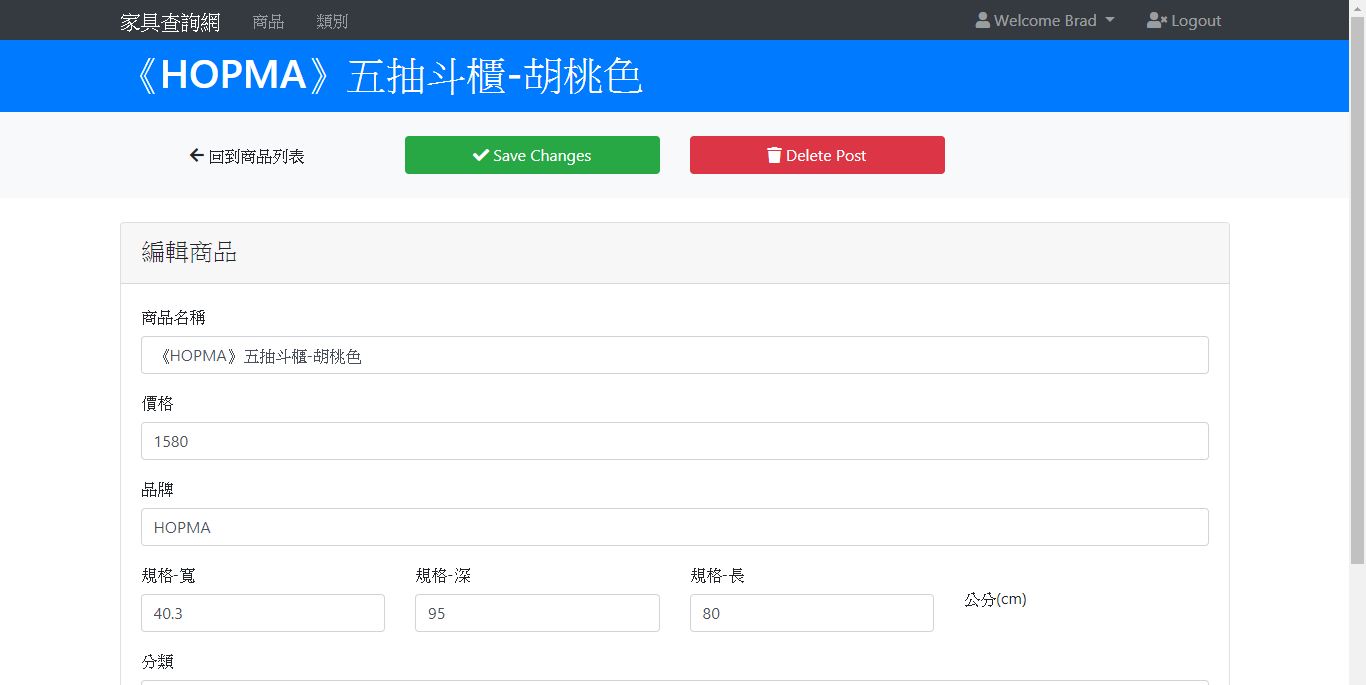 家具查詢網 商品 類別 Welcome Brad Logout
《HOPMA》五抽斗櫃-胡桃色
回到商品列表 Save Changes Delete Post
編輯商品
商品名稱
《HOPMA》五抽斗櫃-胡桃色
價格
1580
品牌
HOPMA
規格-寬 規格-深 規格-長
40.3 95 80 公分(cm)
分類